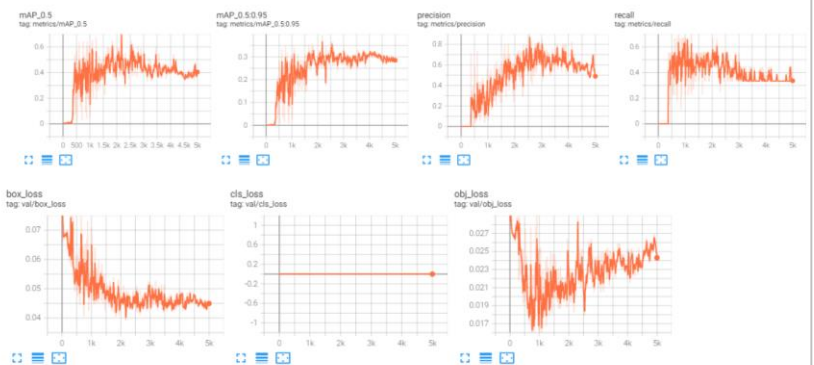 mAP_0.5
tag: metrics/mAP_0.5
0.6
0.4
0.2
0
0 500 1k 1.5k 2k 2.5k 3k 3.5k 4k 4.5k 5k
mAP_0.5:0.95
tag: metrics/mAP_0.5:0.95
0.3
0.2
0.1
0
0 1k 2k 3k 4k 5k
precision
tag: metrics/precision
0.8
0.6
0.4
0.2
0
0 1k 2k 3k 4k 5k
recall
tag: metrics/recall
0.6
0.4
0.2
0
0 1k 2k 3k 4k 5k
box_loss
tag: val/box_loss
0.07
0.06
0.05
0.04
0 1k 2k 3k 4k 5k
cls_loss
tag: val/cls_loss
1
0.6
0.2
-0.2
-0.6
-1
0 1k 2k 3k 4k 5k
obj_loss
tag: val/obj_loss
0.027
0.025
0.023
0.021
0.019
0.017
0 1k 2k 3k 4k 5k